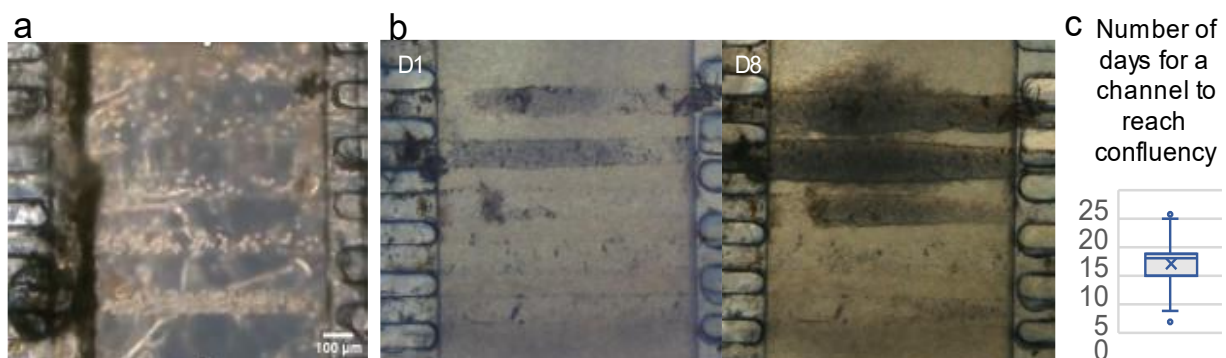 a
100 µm
b
D1
D8
c Number of
days for a
channel to
reach
confluency
25
20
15
10
5
0